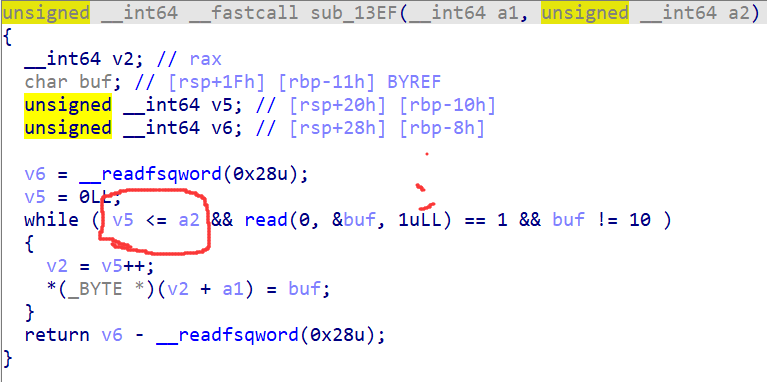 unsigned __int64 __fastcall sub_13EF(__int64 a1, unsigned __int64 a2)
{
__int64 v2; // rax
char buf; // [rsp+1Fh] [rbp-11h] BYREF
unsigned __int64 v5; // [rsp+20h] [rbp-10h]
unsigned __int64 v6; // [rsp+28h] [rbp-8h]
v6 = __readfsqword(0x28u);
v5 = 0LL;
while ( v5 <= a2 && read(0, &buf, 1uLL) == 1 && buf != 10 )
{
v2 = v5++;
*(_BYTE *)(v2 + a1) = buf;
}
return v6 - __readfsqword(0x28u);
}